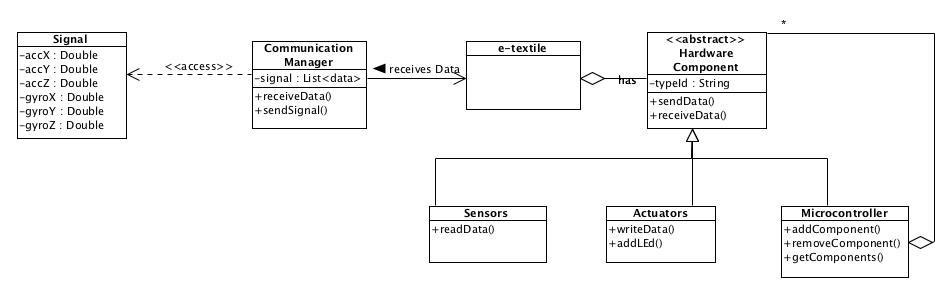 *
Signal
-accX : Double
-accY : Double
-accZ : Double
-gyroX : Double
-gyroY : Double
-gyroZ : Double
<<access>>
Communication
Manager
-signal : List<data>
+receiveData()
+sendSignal()
◀ receives Data
e-textile
has
<<abstract>>
Hardware
Component
-typeId : String
+sendData()
+receiveData()
Sensors
+readData()
Actuators
+writeData()
+addLEd()
Microcontroller
+addComponent()
+removeComponent()
+getComponents()